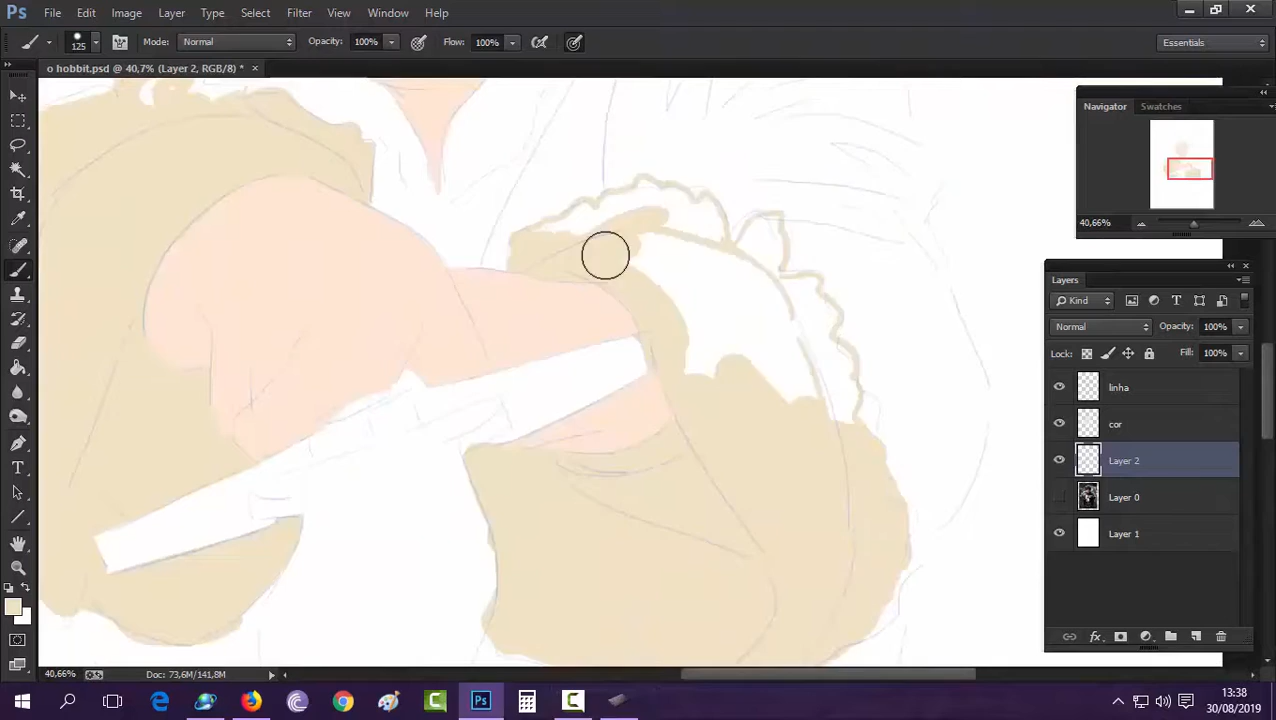 Ps File Edit Image Layer Type Select Filter View Window Help
125 Mode: Normal Opacity: 100% Flow: 100% Essentials
o hobbit.psd @ 40,7% (Layer 2, RGB/8) * ×
Navigator Swatches
40,66%
Layers
Kind
Normal Opacity: 100%
Lock: Fill: 100%
linha
cor
Layer 2
Layer 0
Layer 1
fx
40,66% Doc: 73,6M/141,8M
Ps
13:38
30/08/2019